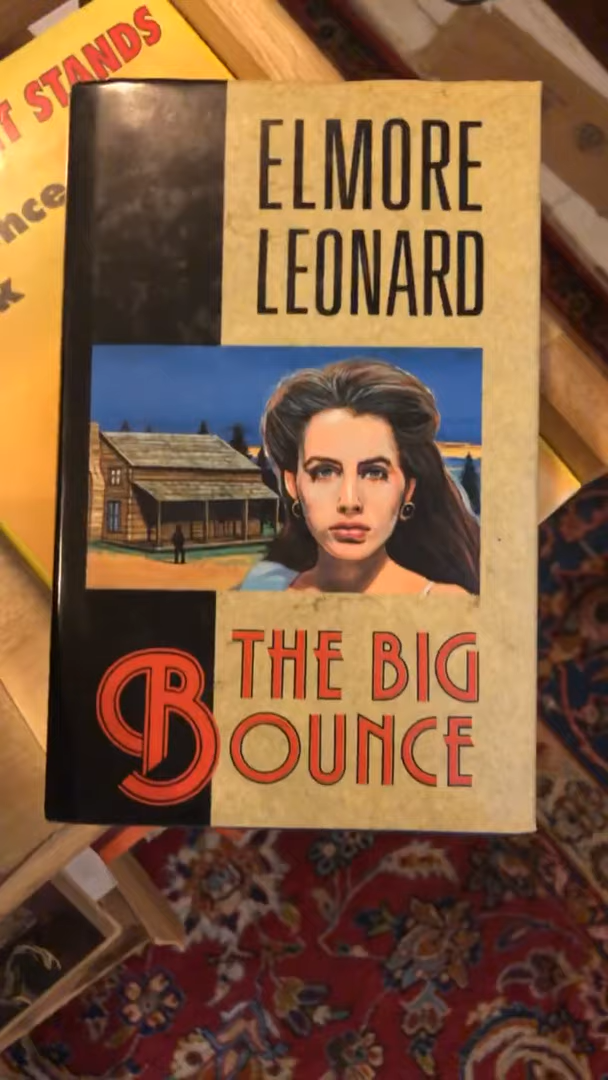 T STANDS
nce
k
ELMORE
LEONARD
THE BIG
BOUNCE